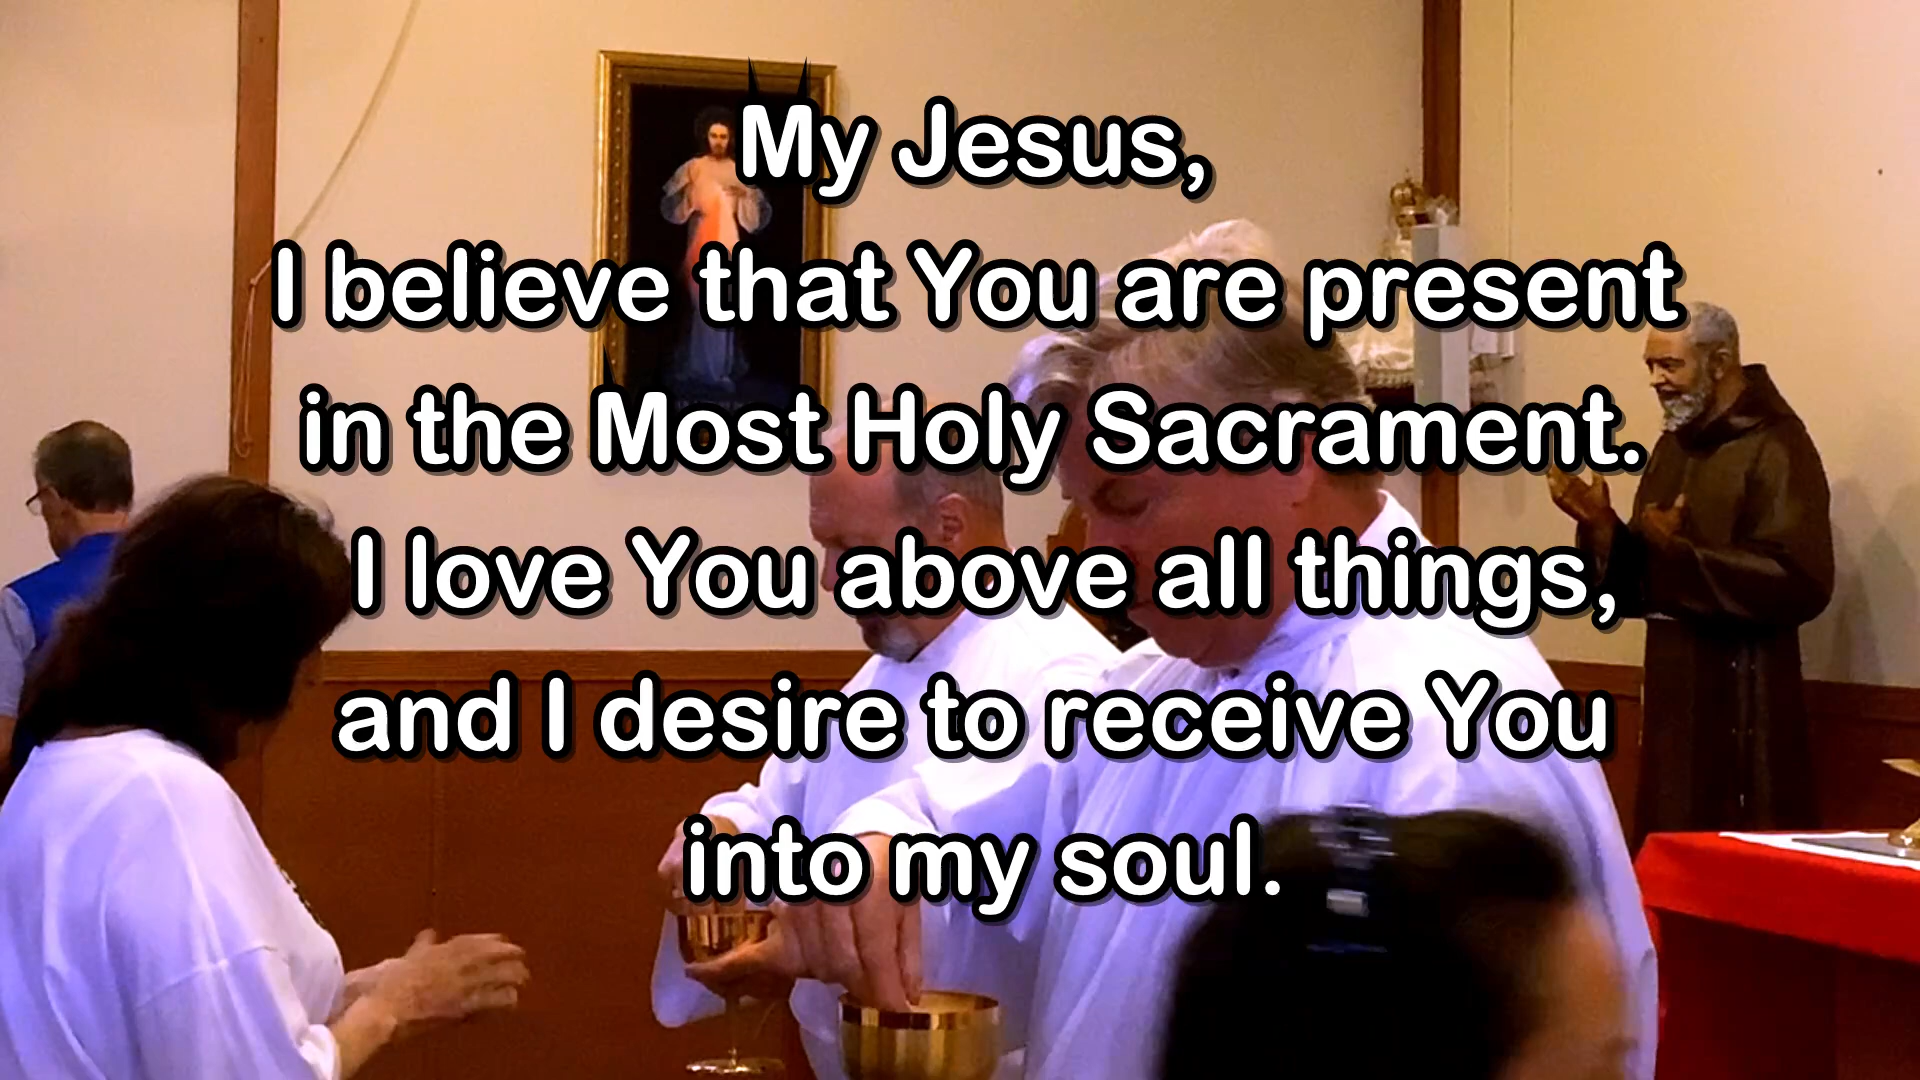 My Jesus,
I believe that You are present
in the Most Holy Sacrament.
I love You above all things,
and I desire to receive You
into my soul.